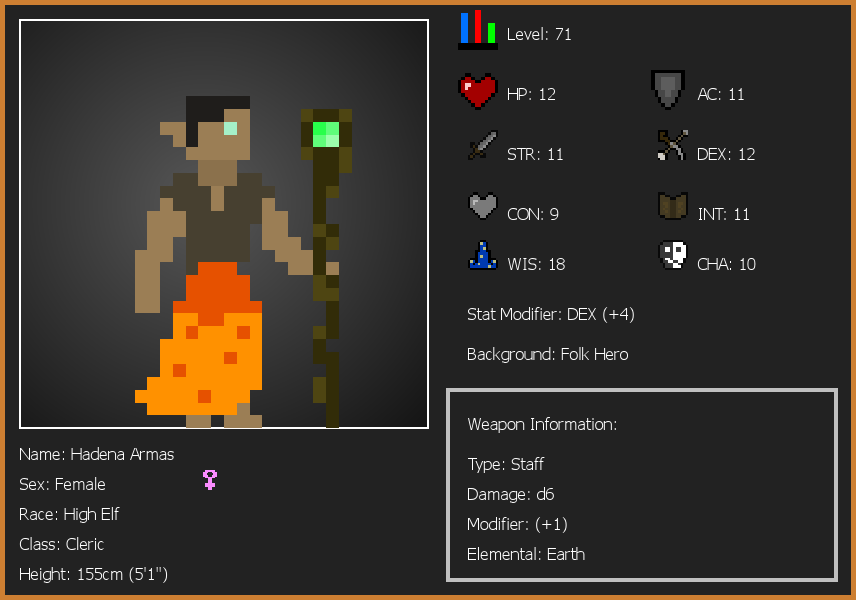 Level: 71
HP: 12
AC: 11
STR: 11
DEX: 12
CON: 9
INT: 11
WIS: 18
CHA: 10
Stat Modifier: DEX (+4)
Background: Folk Hero
Weapon Information:
Type: Staff
Damage: d6
Modifier: (+1)
Elemental: Earth
Name: Hadena Armas
Sex: Female
Race: High Elf
Class: Cleric
Height: 155cm (5'1")